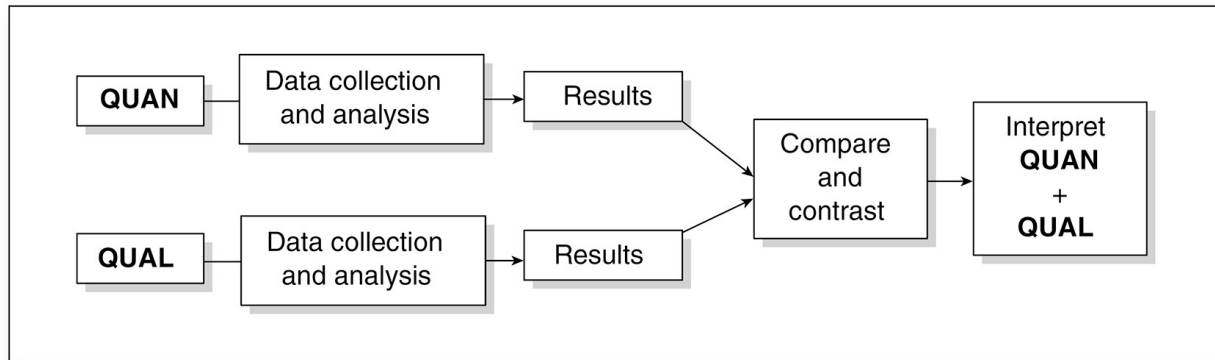 QUAN
Data collection
and analysis
Results
QUAL
Data collection
and analysis
Results
Compare
and
contrast
Interpret
QUAN
+
QUAL